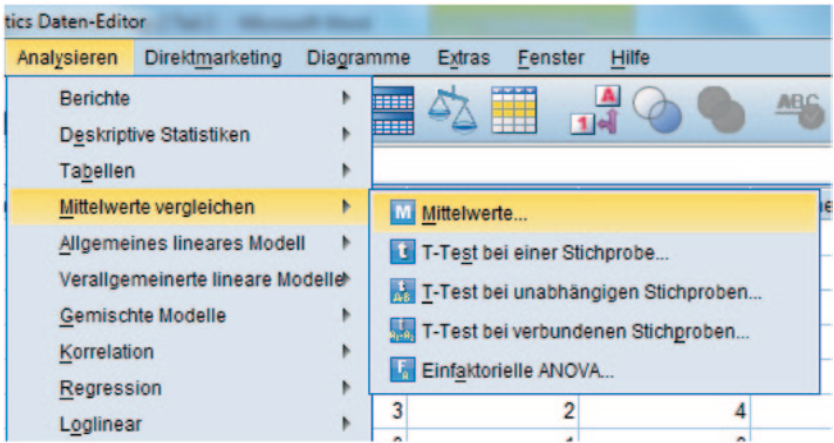 tics Daten-Editor
Analysieren Direktmarketing Diagramme Extras Fenster Hilfe
Berichte
Deskriptive Statistiken
Tabellen
Mittelwerte vergleichen
Allgemeines lineares Modell
Verallgemeinerte lineare Modelle
Gemischte Modelle
Korrelation
Regression
Loglinear
A
1
ABC
M Mittelwerte...
t T-Test bei einer Stichprobe...
T-Test bei unabhängigen Stichproben...
T-Test bei verbundenen Stichproben...
Einfaktorielle ANOVA...
3 2 4